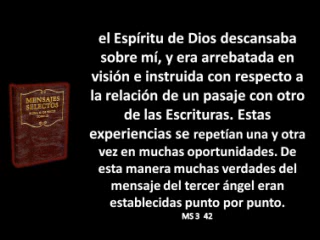 MENSAJES
SELECTOS
el Espíritu de Dios descansaba
sobre mí, y era arrebatada en
visión e instruida con respecto a
la relación de un pasaje con otro
de las Escrituras. Estas
experiencias se repetían una y otra
vez en muchas oportunidades. De
esta manera muchas verdades del
mensaje del tercer ángel eran
establecidas punto por punto.
MS 3 42